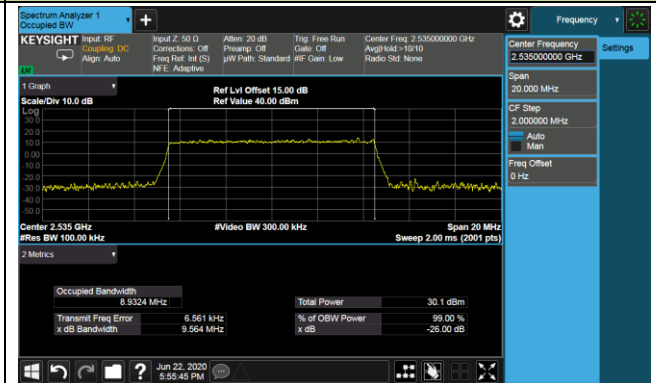 Spectrum Analyzer 1
Occupied BW
+
Frequency
KEYSIGHT
Input: RF
Coupling: DC
Align: Auto
Input Z: 50 Ω
Corrections: Off
Freq Ref: Int (S)
NFE: Adaptive
Atten: 20 dB
Preamp: Off
µW Path: Standard
Trig: Free Run
Gate: Off
#IF Gain: Low
Center Freq: 2.535000000 GHz
Avg|Hold:>10/10
Radio Std: None
Center Frequency
2.535000000 GHz
Settings
Span
20.000 MHz
CF Step
2.000000 MHz
Auto
Man
Freq Offset
0 Hz
1 Graph
Scale/Div 10.0 dB
Ref Lvl Offset 15.00 dB
Ref Value 40.00 dBm
Log
30.0
20.0
10.0
0.00
-10.0
-20.0
-30.0
-40.0
-50.0
Center 2.535 GHz
#Video BW 300.00 kHz
Span 20 MHz
#Res BW 100.00 kHz
Sweep 2.00 ms (2001 pts)
2 Metrics
Occupied Bandwidth
8.9324 MHz
Total Power
30.1 dBm
Transmit Freq Error
6.561 kHz
% of OBW Power
99.00 %
x dB Bandwidth
9.564 MHz
x dB
-26.00 dB
?
Jun 22, 2020
5:55:45 PM